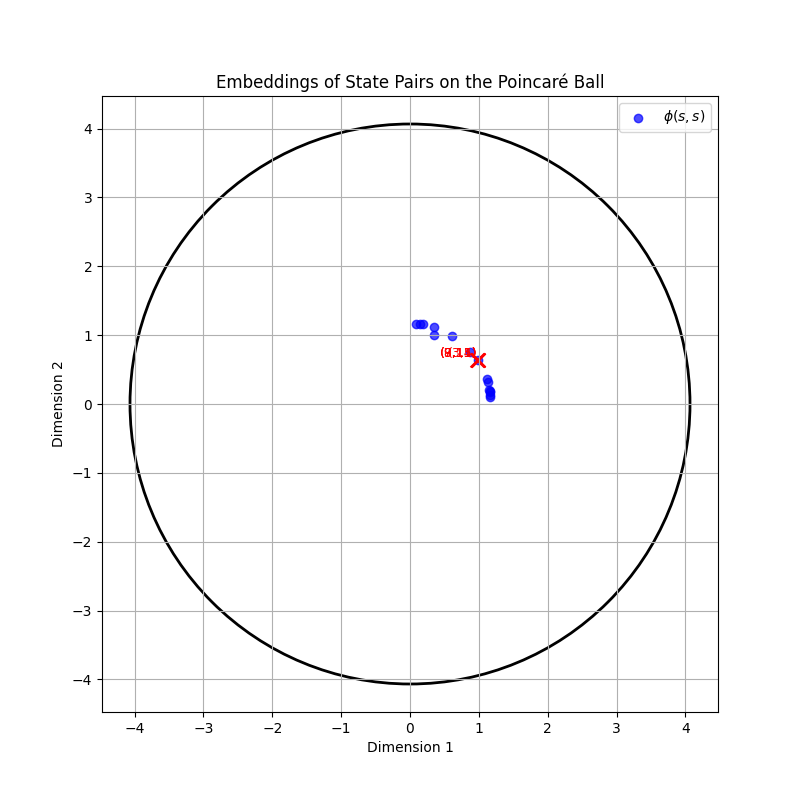 Embeddings of State Pairs on the Poincaré Ball
ϕ(s, s)
4
3
2
1
0
−1
−2
−3
−4
Dimension 2
−4 −3 −2 −1 0 1 2 3 4
Dimension 1